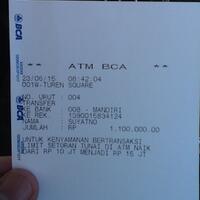 BCA
** ATM BCA **
23/06/15 08:42:04
001W-TUREN SQUARE
NO. URUT : 004
TRANSFER
KE BANK : 008 - MANDIRI
KE REK. : 1390015834124
NAMA : SUYATNO
JUMLAH : RP 1,100,000.00
UNTUK KENYAMANAN BERTRANSAKSI
LIMIT SETORAN TUNAI DI ATM NAIK
DARI RP 10 JT MENJADI RP 15 JT